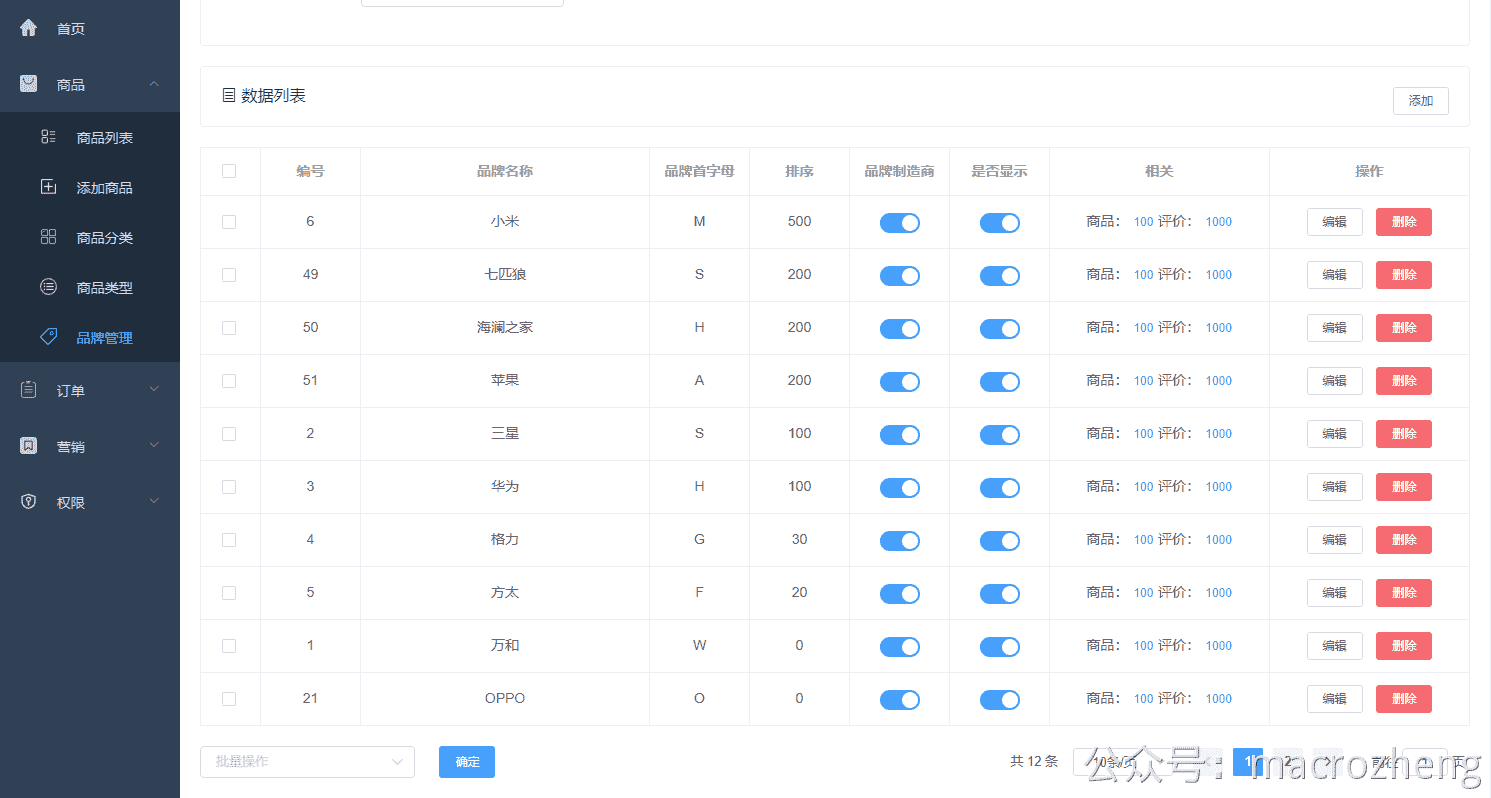 首页
商品
商品列表
添加商品
商品分类
商品类型
品牌管理
订单
营销
权限
数据列表
添加
编号 品牌名称 品牌首字母 排序 品牌制造商 是否显示 相关 操作
6 小米 M 500 商品： 100 评价： 1000 编辑 删除
49 七匹狼 S 200 商品： 100 评价： 1000 编辑 删除
50 海澜之家 H 200 商品： 100 评价： 1000 编辑 删除
51 苹果 A 200 商品： 100 评价： 1000 编辑 删除
2 三星 S 100 商品： 100 评价： 1000 编辑 删除
3 华为 H 100 商品： 100 评价： 1000 编辑 删除
4 格力 G 30 商品： 100 评价： 1000 编辑 删除
5 方太 F 20 商品： 100 评价： 1000 编辑 删除
1 万和 W 0 商品： 100 评价： 1000 编辑 删除
21 OPPO O 0 商品： 100 评价： 1000 编辑 删除
批量操作 确定 共 12 条 10条/页 1 2 前往 1 页
公众号：macrozheng